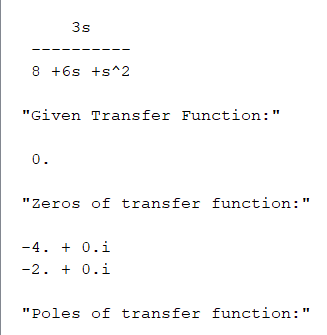 3s
----------
8 +6s +s^2
"Given Transfer Function:"
0.
"Zeros of transfer function:"
-4. + 0.i
-2. + 0.i
"Poles of transfer function:"